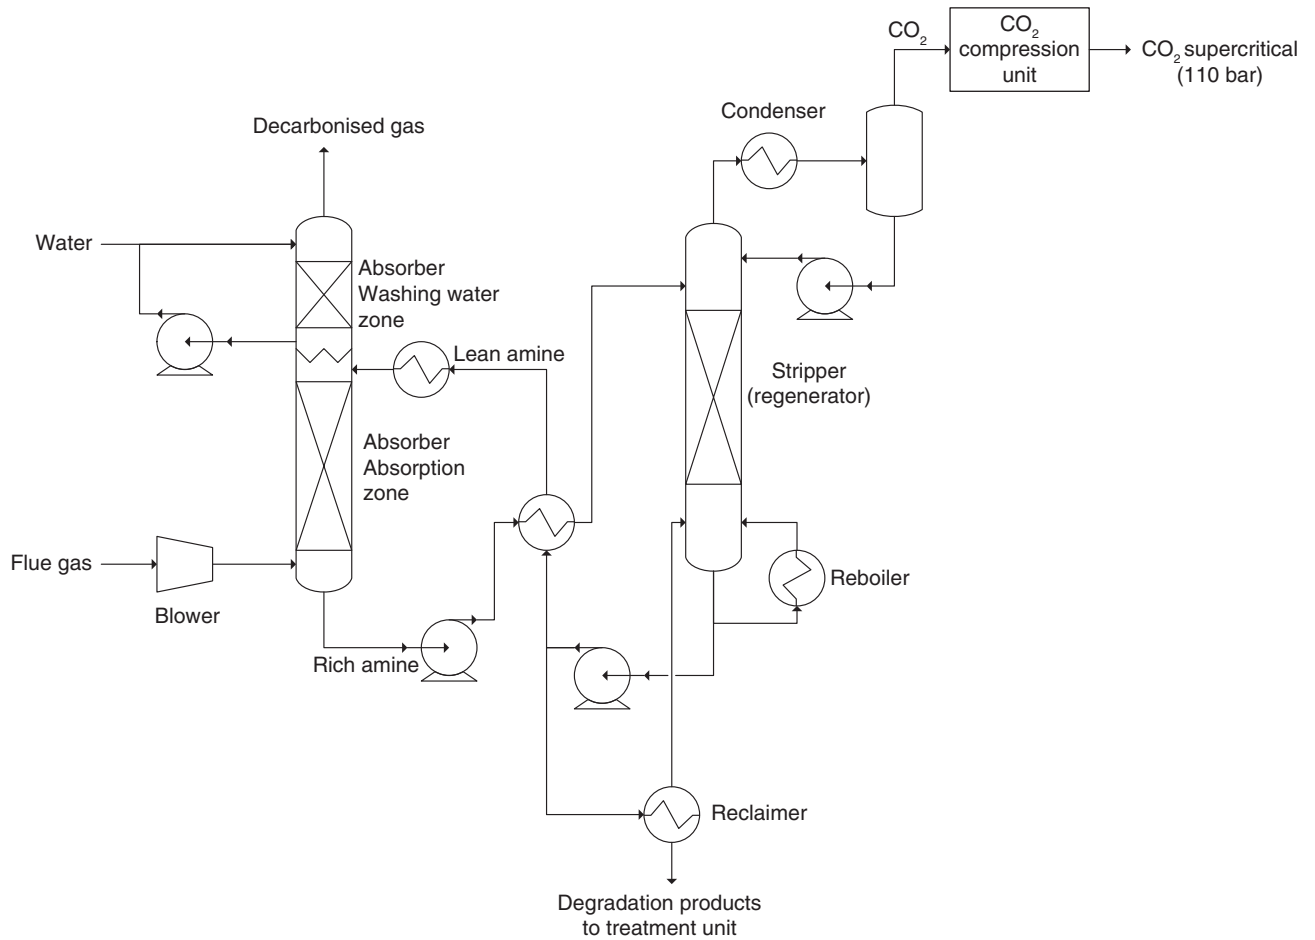 CO2
CO2
compression
unit
CO2 supercritical
(110 bar)
Condenser
Decarbonised gas
Water
Absorber
Washing water
zone
Lean amine
Stripper
(regenerator)
Absorber
Absorption
zone
Flue gas
Blower
Reboiler
Rich amine
Reclaimer
Degradation products
to treatment unit